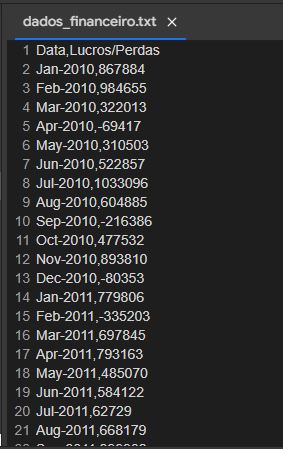 dados_financeiro.txt
1 Data,Lucros/Perdas
2 Jan-2010,867884
3 Feb-2010,984655
4 Mar-2010,322013
5 Apr-2010,-69417
6 May-2010,310503
7 Jun-2010,522857
8 Jul-2010,1033096
9 Aug-2010,604885
10 Sep-2010,-216386
11 Oct-2010,477532
12 Nov-2010,893810
13 Dec-2010,-80353
14 Jan-2011,779806
15 Feb-2011,-335203
16 Mar-2011,697845
17 Apr-2011,793163
18 May-2011,485070
19 Jun-2011,584122
20 Jul-2011,62729
21 Aug-2011,668179